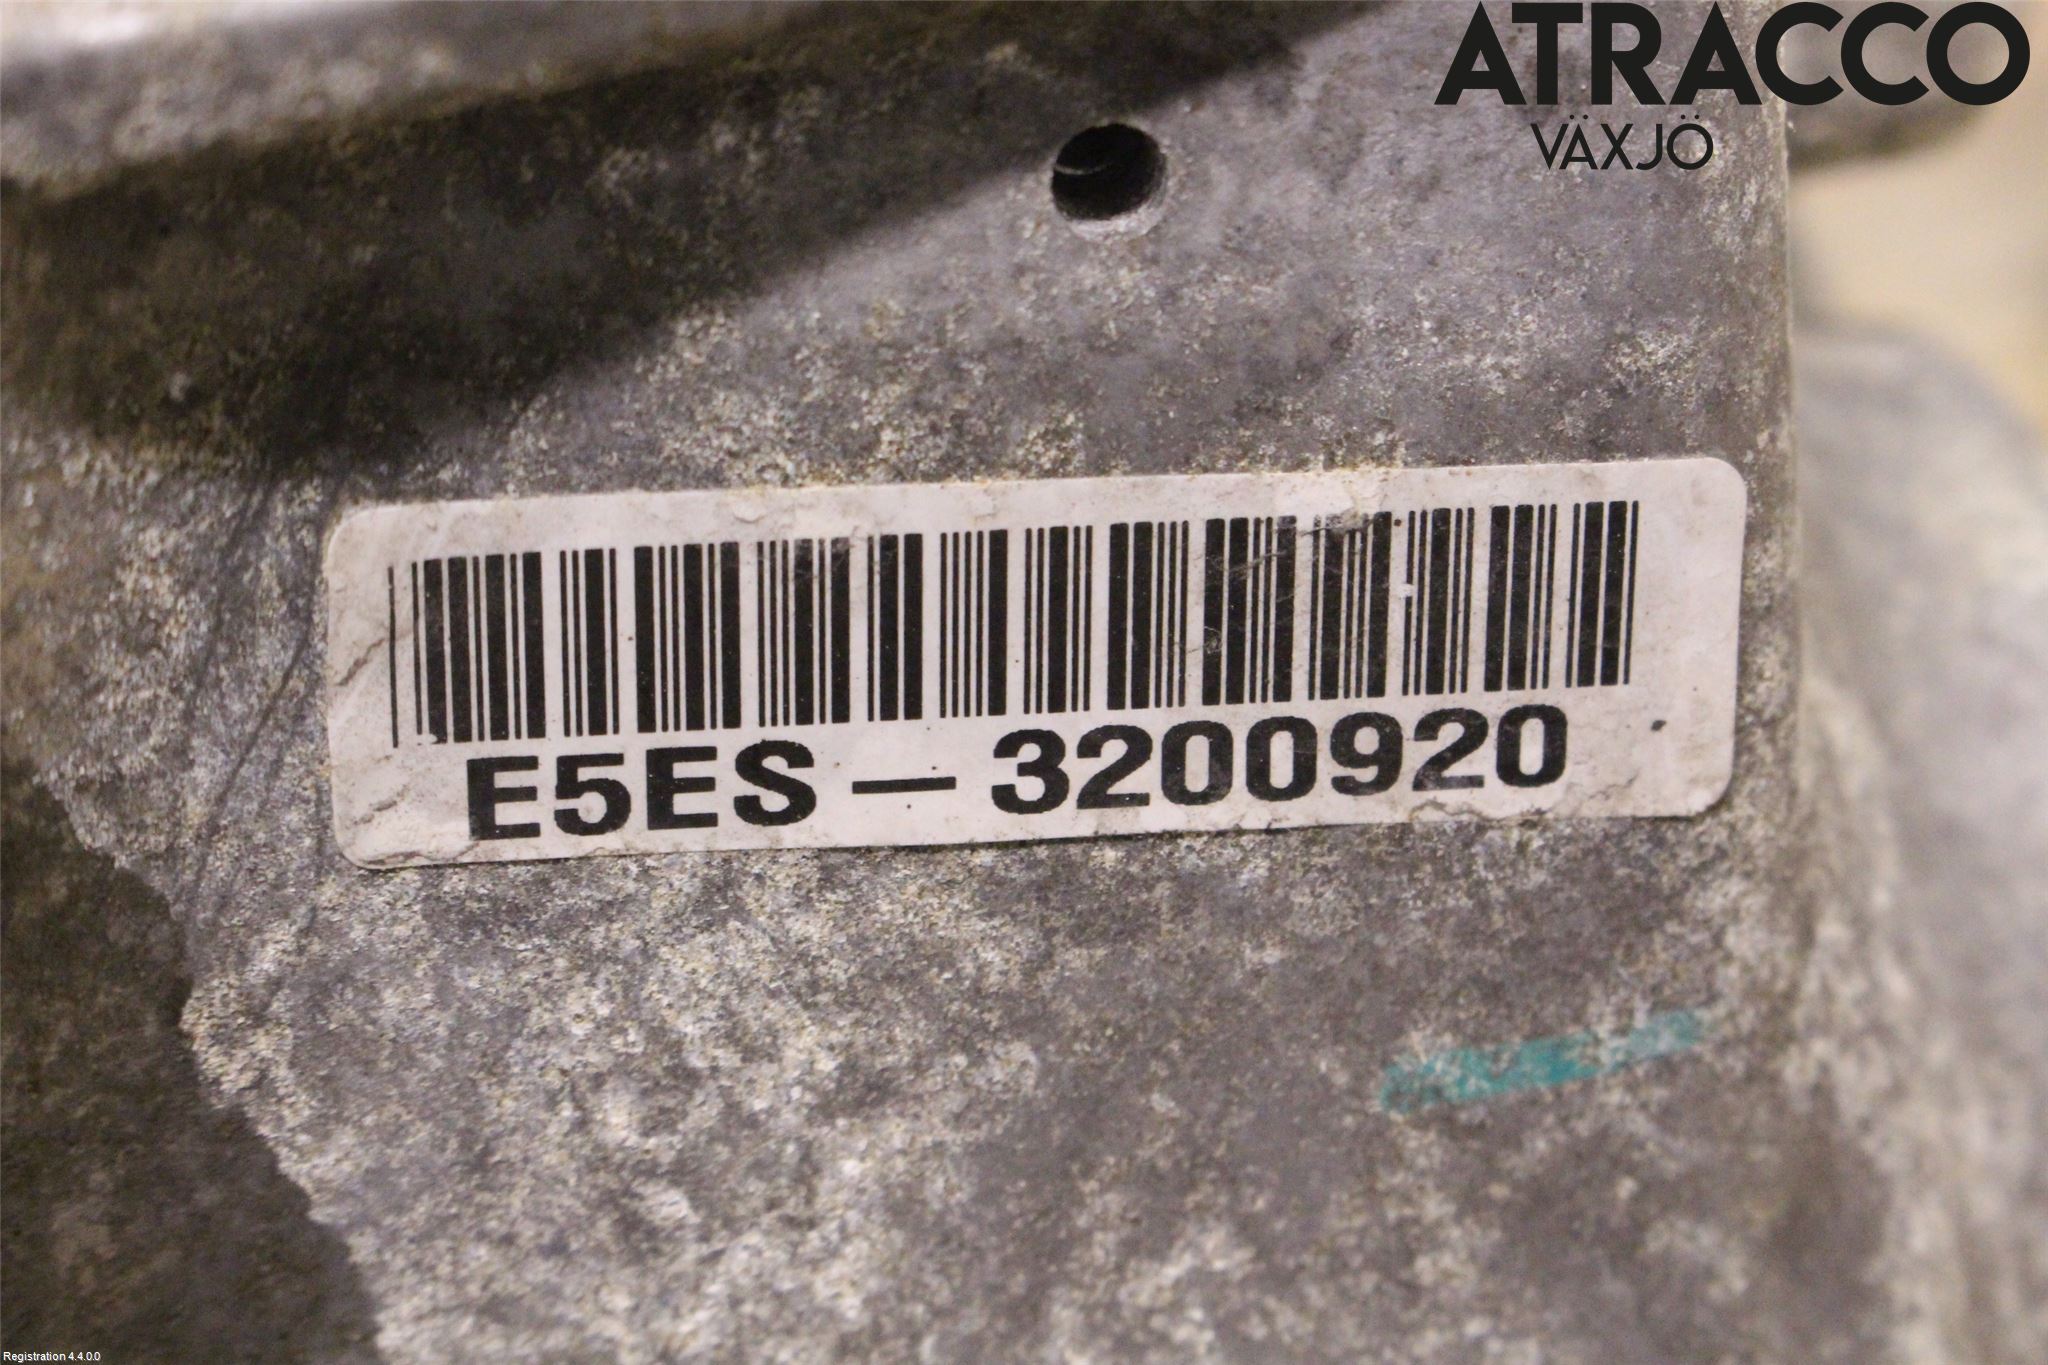 ATRACCO
VÄXJÖ
E5ES-3200920
Registration 4.4.0.0